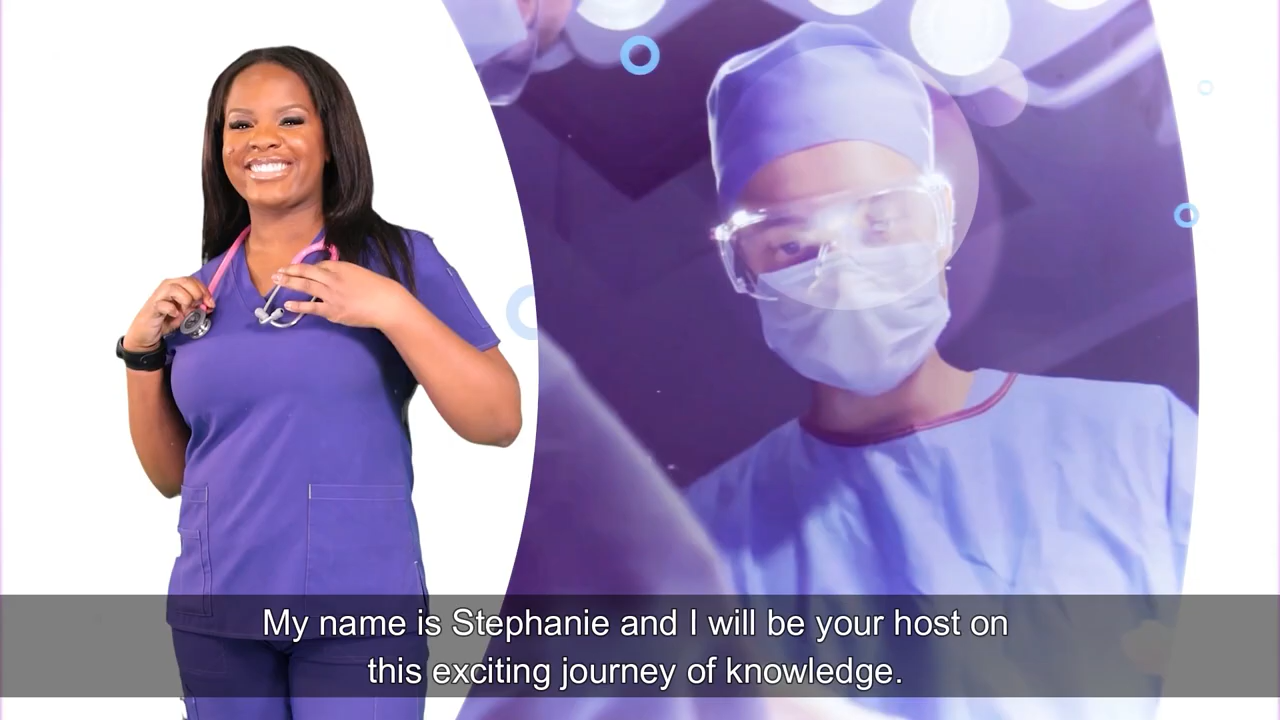 My name is Stephanie and I will be your host on
this exciting journey of knowledge.